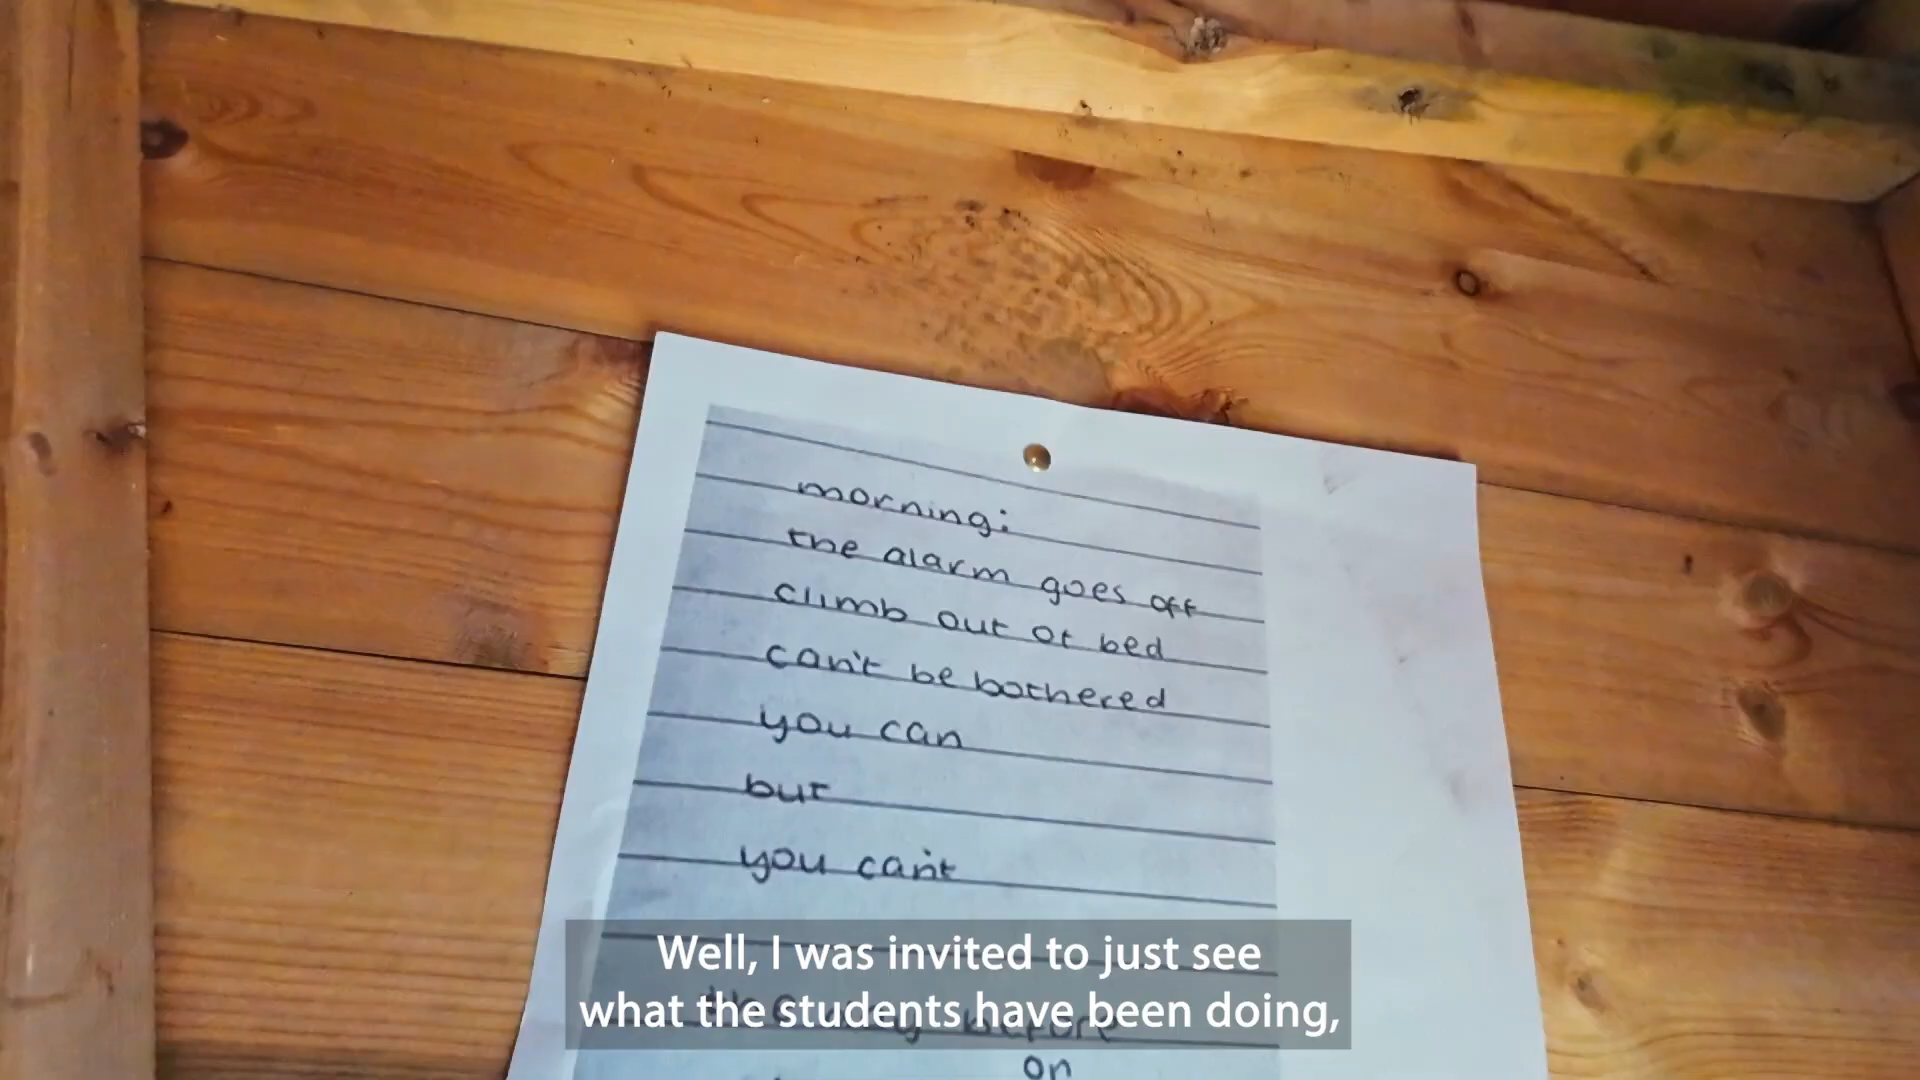 morning:
the alarm goes off
climb out of bed
can't be bothered
you can
but
you can't
before
on
Well, I was invited to just see
what the students have been doing,